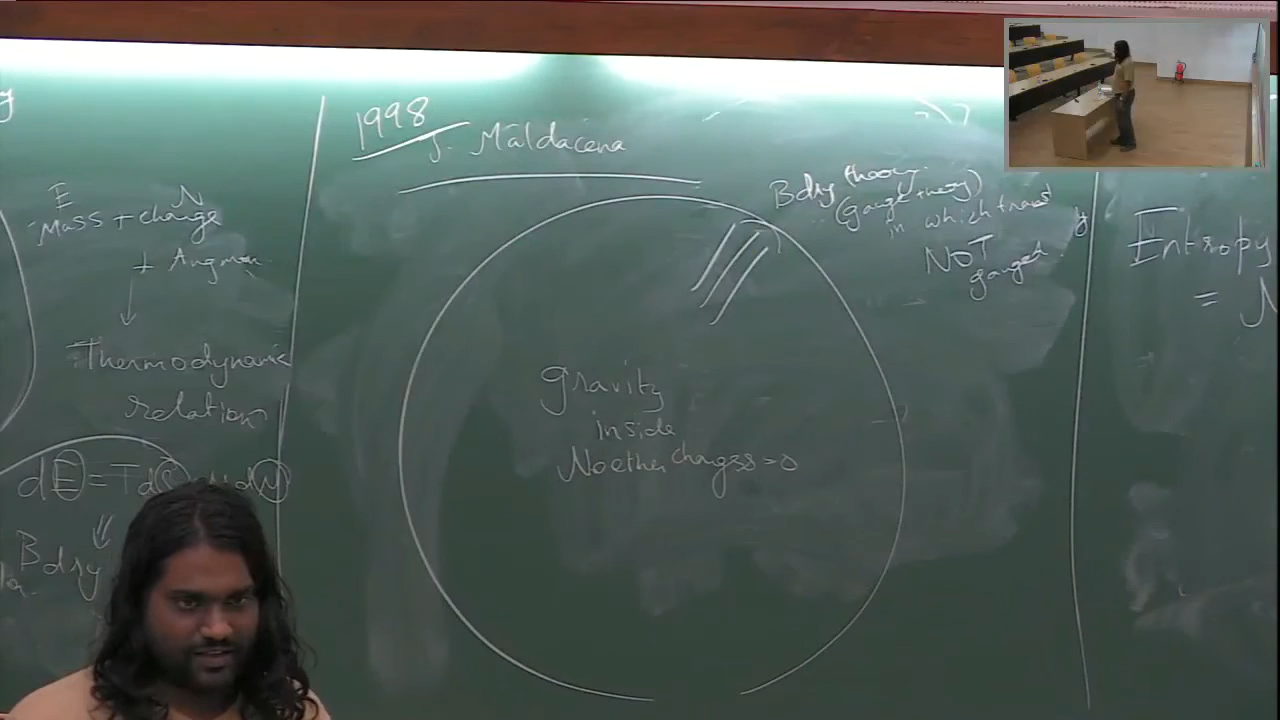 E N
Mass + charge
+ Ang mom.
Thermodynamic
relation
dE = TdS
Bdry
1998
J. Maldacena
Bdry theory.
(gauge theory)
in which
NOT
gauged
gravity
inside
Noether charges = 0
Entropy
=